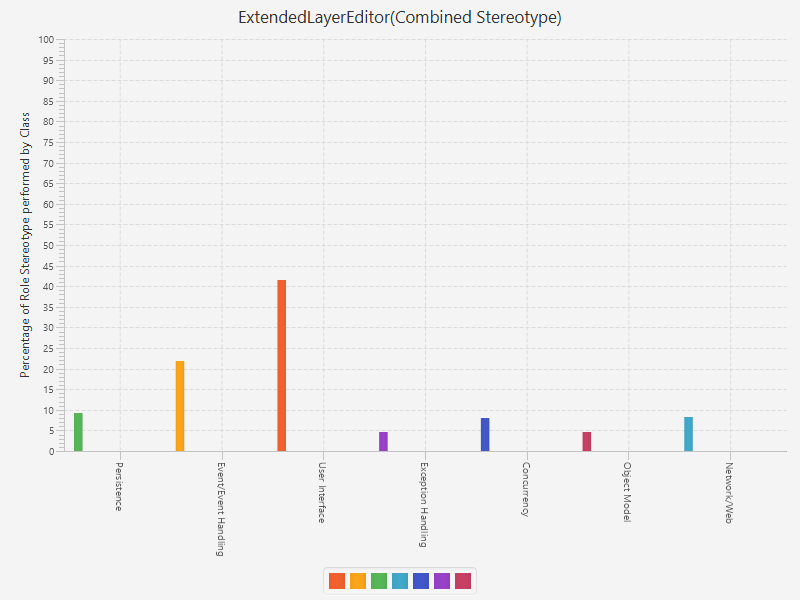 ExtendedLayerEditor(Combined Stereotype)
Percentage of Role Stereotype performed by Class
100
95
90
85
80
75
70
65
60
55
50
45
40
35
30
25
20
15
10
5
0
Persistence
Event/Event Handling
User Interface
Exception Handling
Concurrency
Object Model
Network/Web